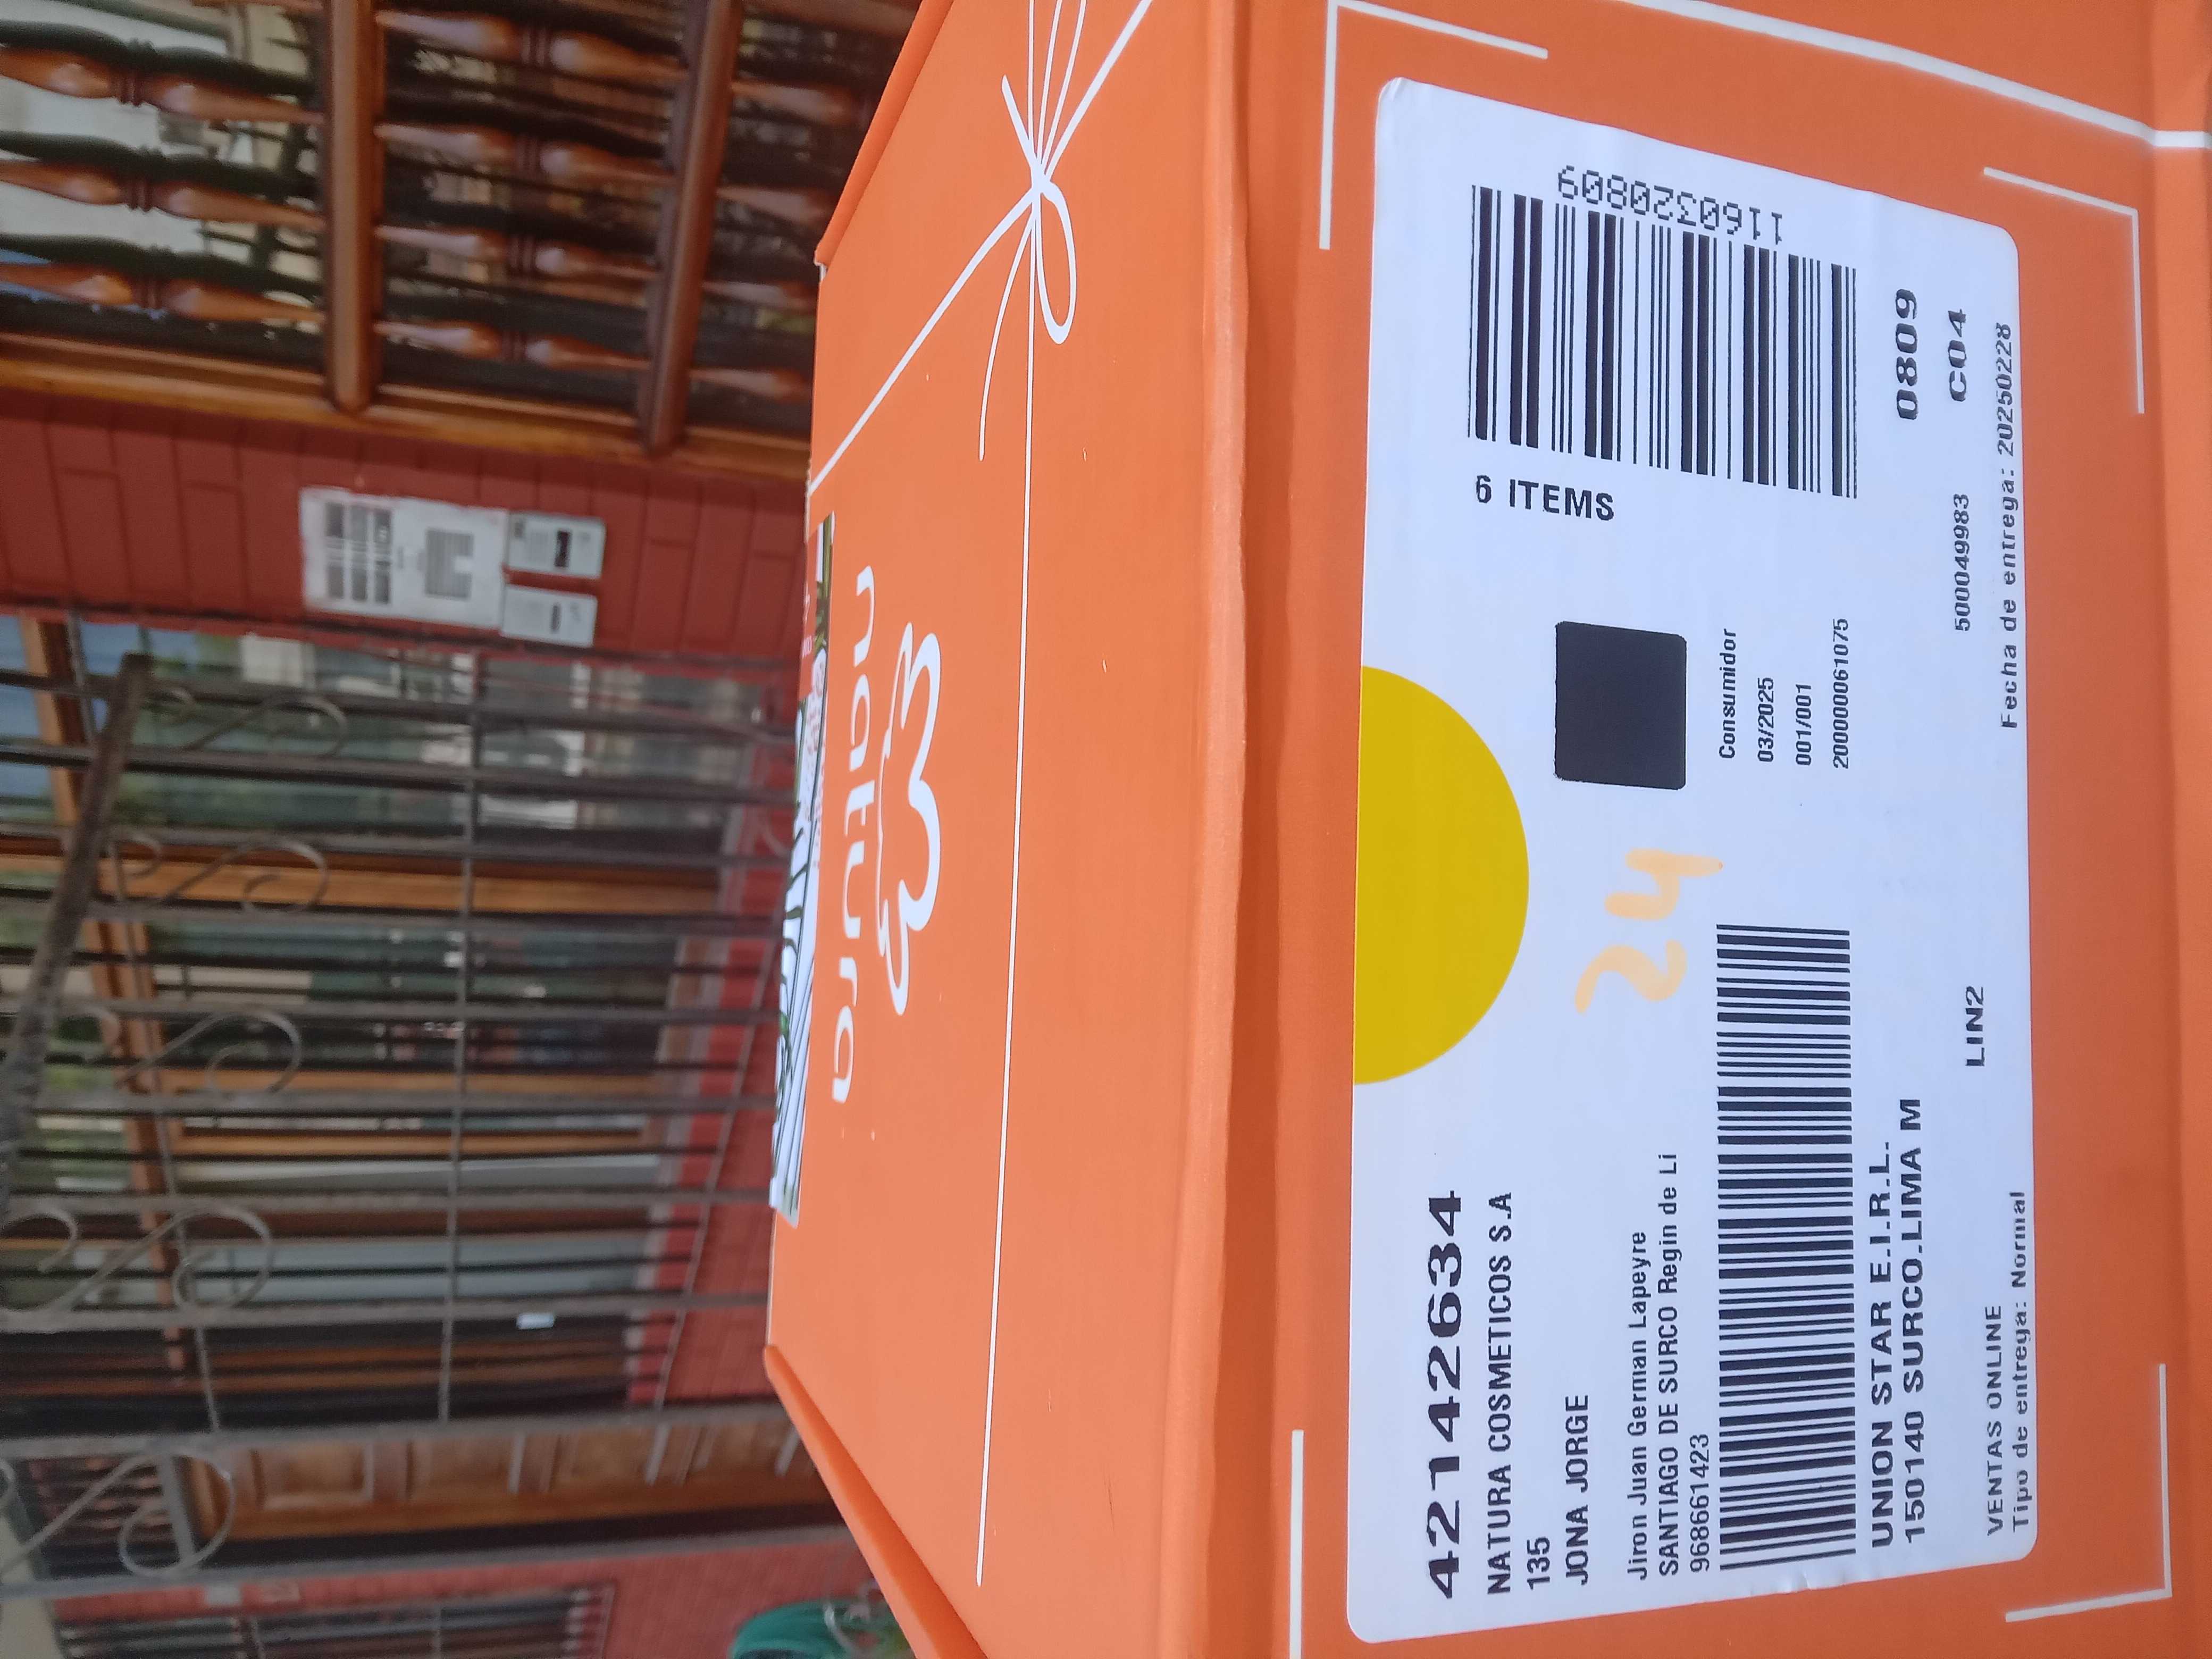 natura
42142634
NATURA COSMETICOS S.A
135
JONA JORGE
Jiron Juan German Lapeyre
SANTIAGO DE SURCO Regin de Li
968661423
UNION STAR E.I.R.L.
150140 SURCO.LIMA M
LIN2
VENTAS ONLINE
Tipo de entrega: Normal
24
6 ITEMS
1160320809
Consumidor
03/2025
001/001
200000061075
0809
C04
500049983
Fecha de entrega: 20250228